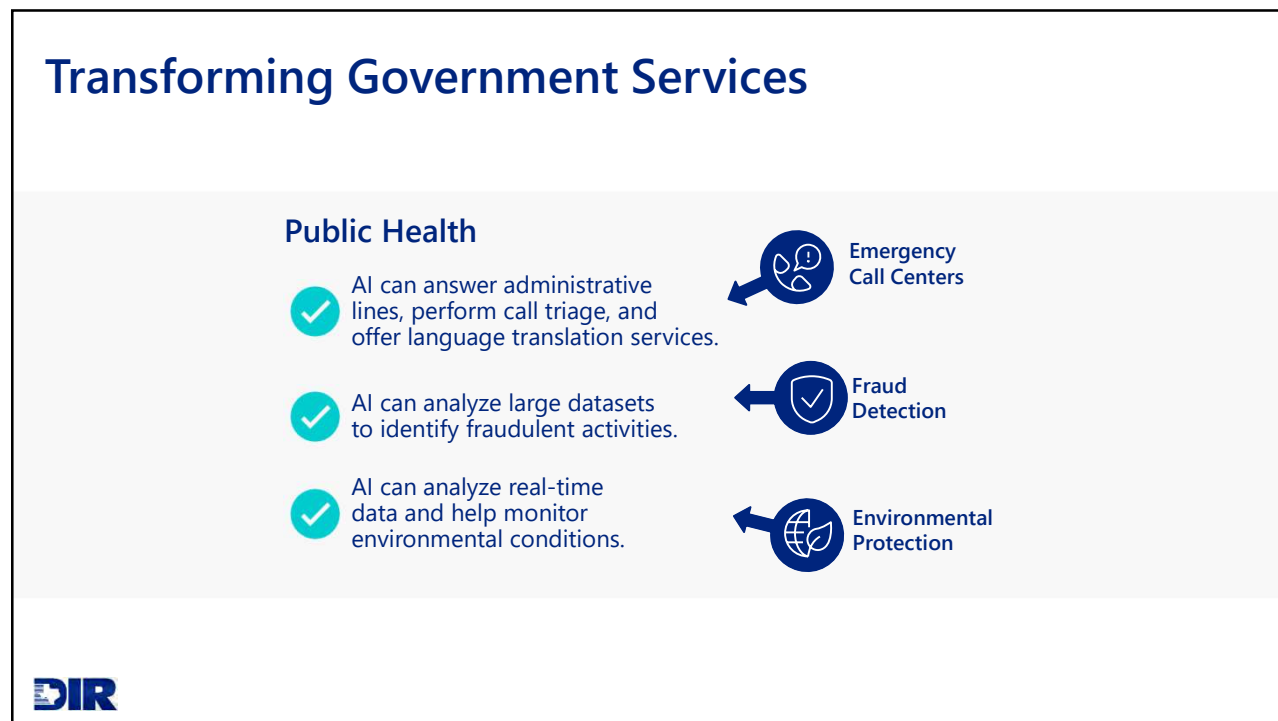 Transforming Government Services
Public Health
AI can answer administrative
lines, perform call triage, and
offer language translation services.
Emergency
Call Centers
AI can analyze large datasets
to identify fraudulent activities.
Fraud
Detection
AI can analyze real-time
data and help monitor
environmental conditions.
Environmental
Protection
DIR